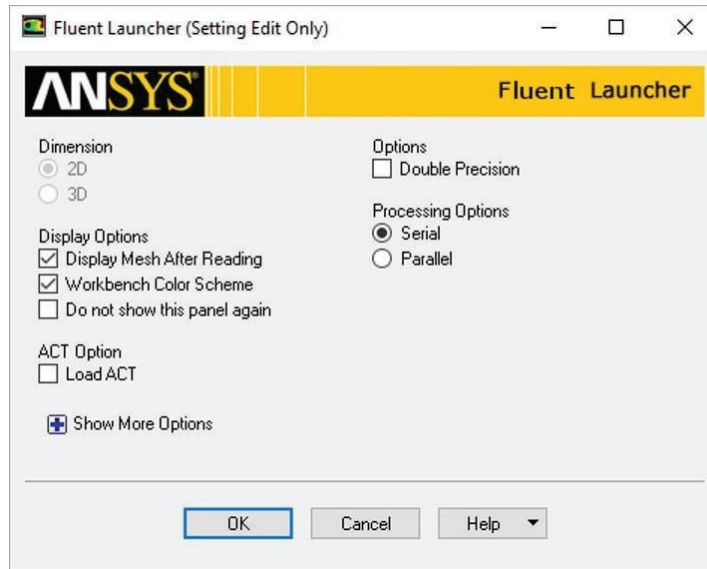 Fluent Launcher (Setting Edit Only)
ANSYS
Fluent Launcher
Dimension
2D
3D
Display Options
Display Mesh After Reading
Workbench Color Scheme
Do not show this panel again
ACT Option
Load ACT
Show More Options
Options
Double Precision
Processing Options
Serial
Parallel
OK
Cancel
Help